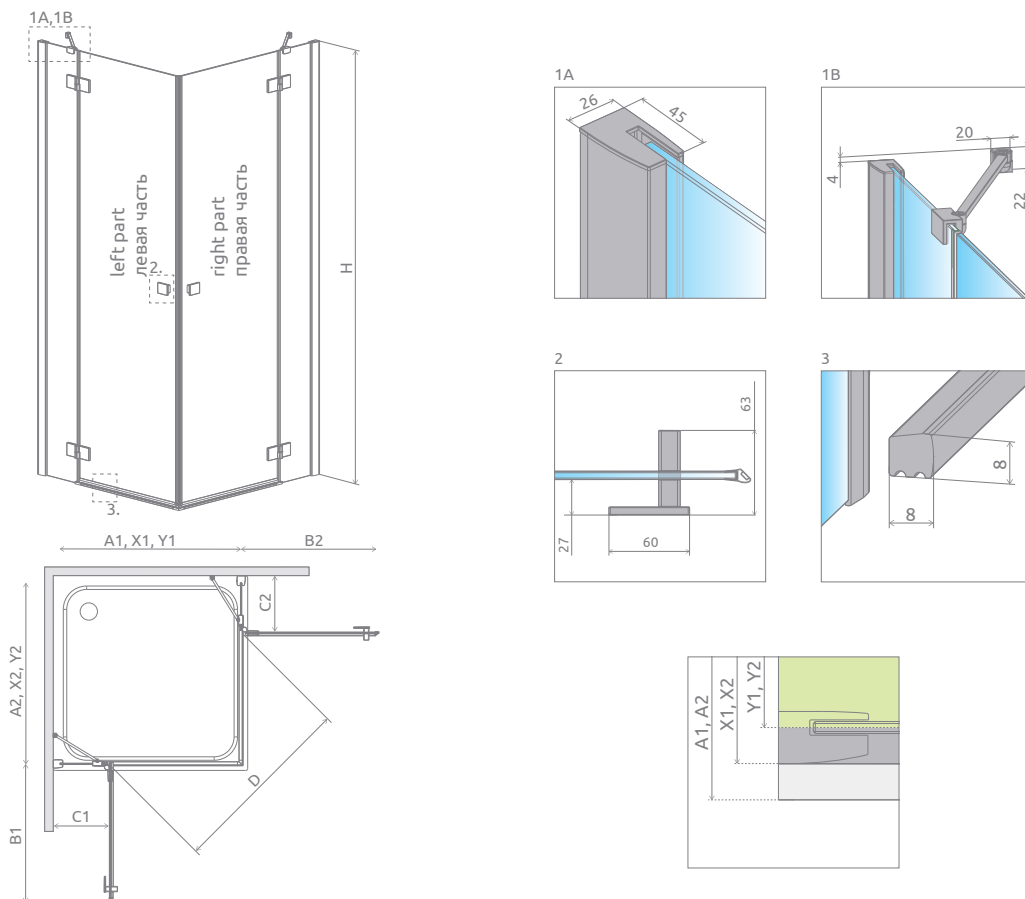 1A,1B
left part
левая часть
right part
правая часть
H
2.
3.
1A
26
45
1B
20
4
22
2
63
27
60
3
8
8
A1, X1, Y1
B2
C2
A2, X2, Y2
D
C1
B1
A1, A2
X1, X2
Y1, Y2